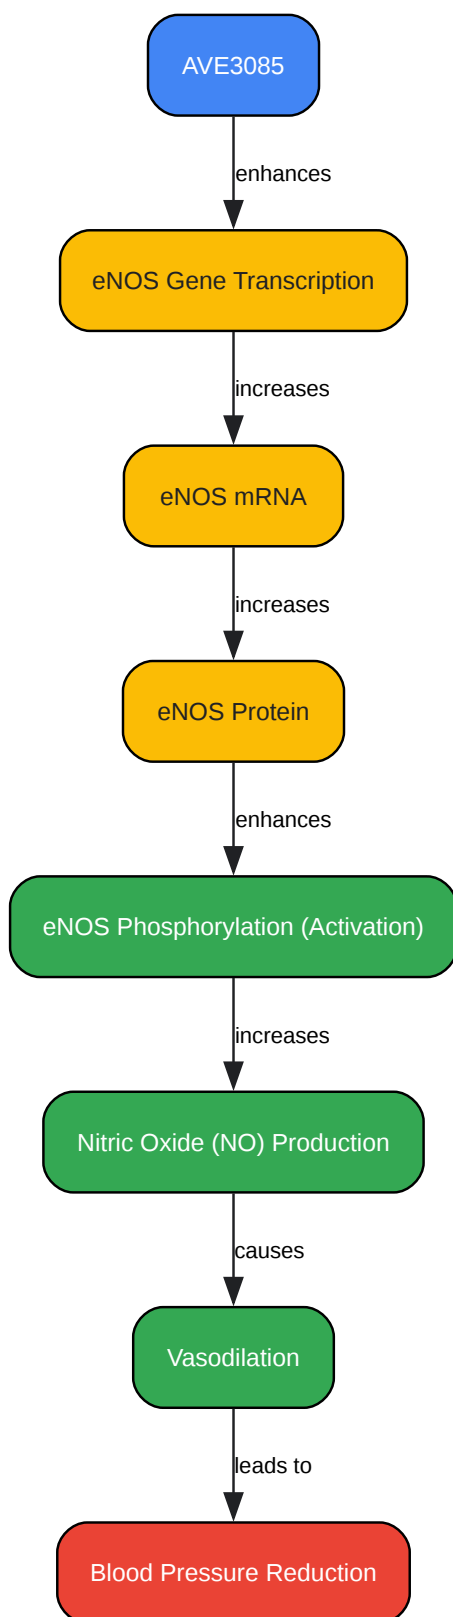 AVE3085
enhances
eNOS Gene Transcription
increases
eNOS mRNA
increases
eNOS Protein
enhances
eNOS Phosphorylation (Activation)
increases
Nitric Oxide (NO) Production
causes
Vasodilation
leads to
Blood Pressure Reduction